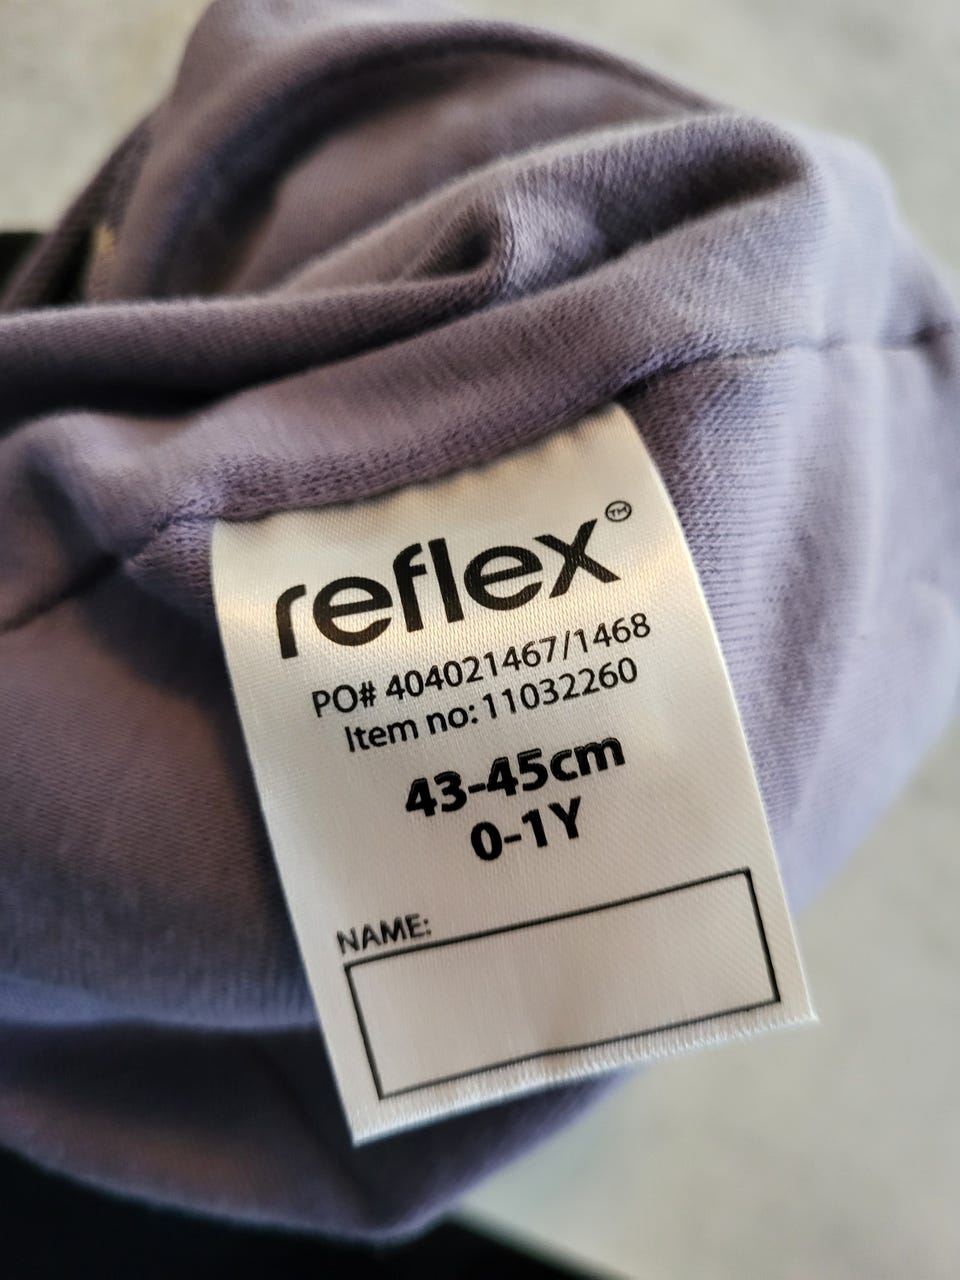 reflex™
PO# 404021467/1468
Item no: 11032260
43-45cm
0-1Y
NAME: